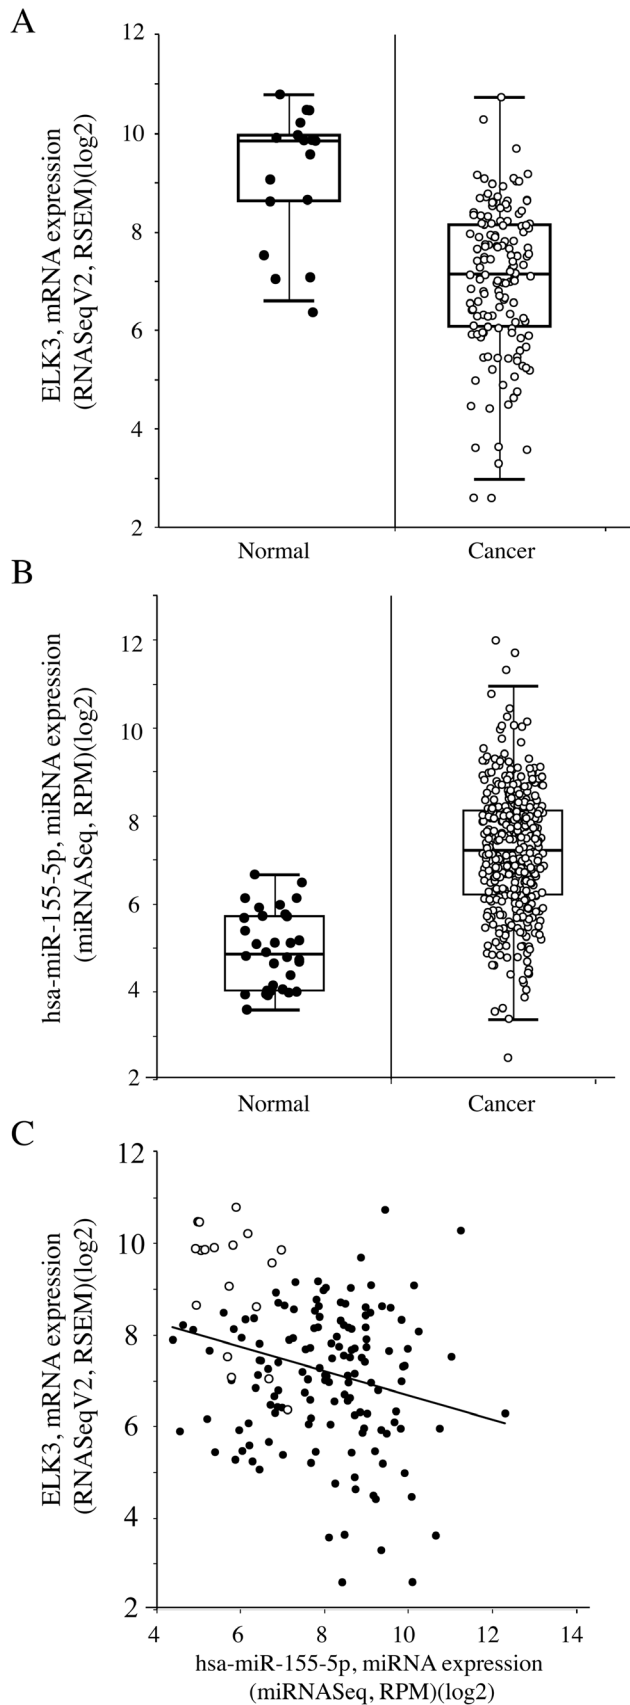 A
ELK3, mRNA expression
(RNASeqV2, RSEM)(log2)
12
10
8
6
4
2
Normal
Cancer
B
hsa-miR-155-5p, miRNA expression
(miRNASeq, RPM)(log2)
12
10
8
6
4
2
Normal
Cancer
C
ELK3, mRNA expression
(RNASeqV2, RSEM)(log2)
12
10
8
6
4
2
4
6
8
10
12
14
hsa-miR-155-5p, miRNA expression
(miRNASeq, RPM)(log2)